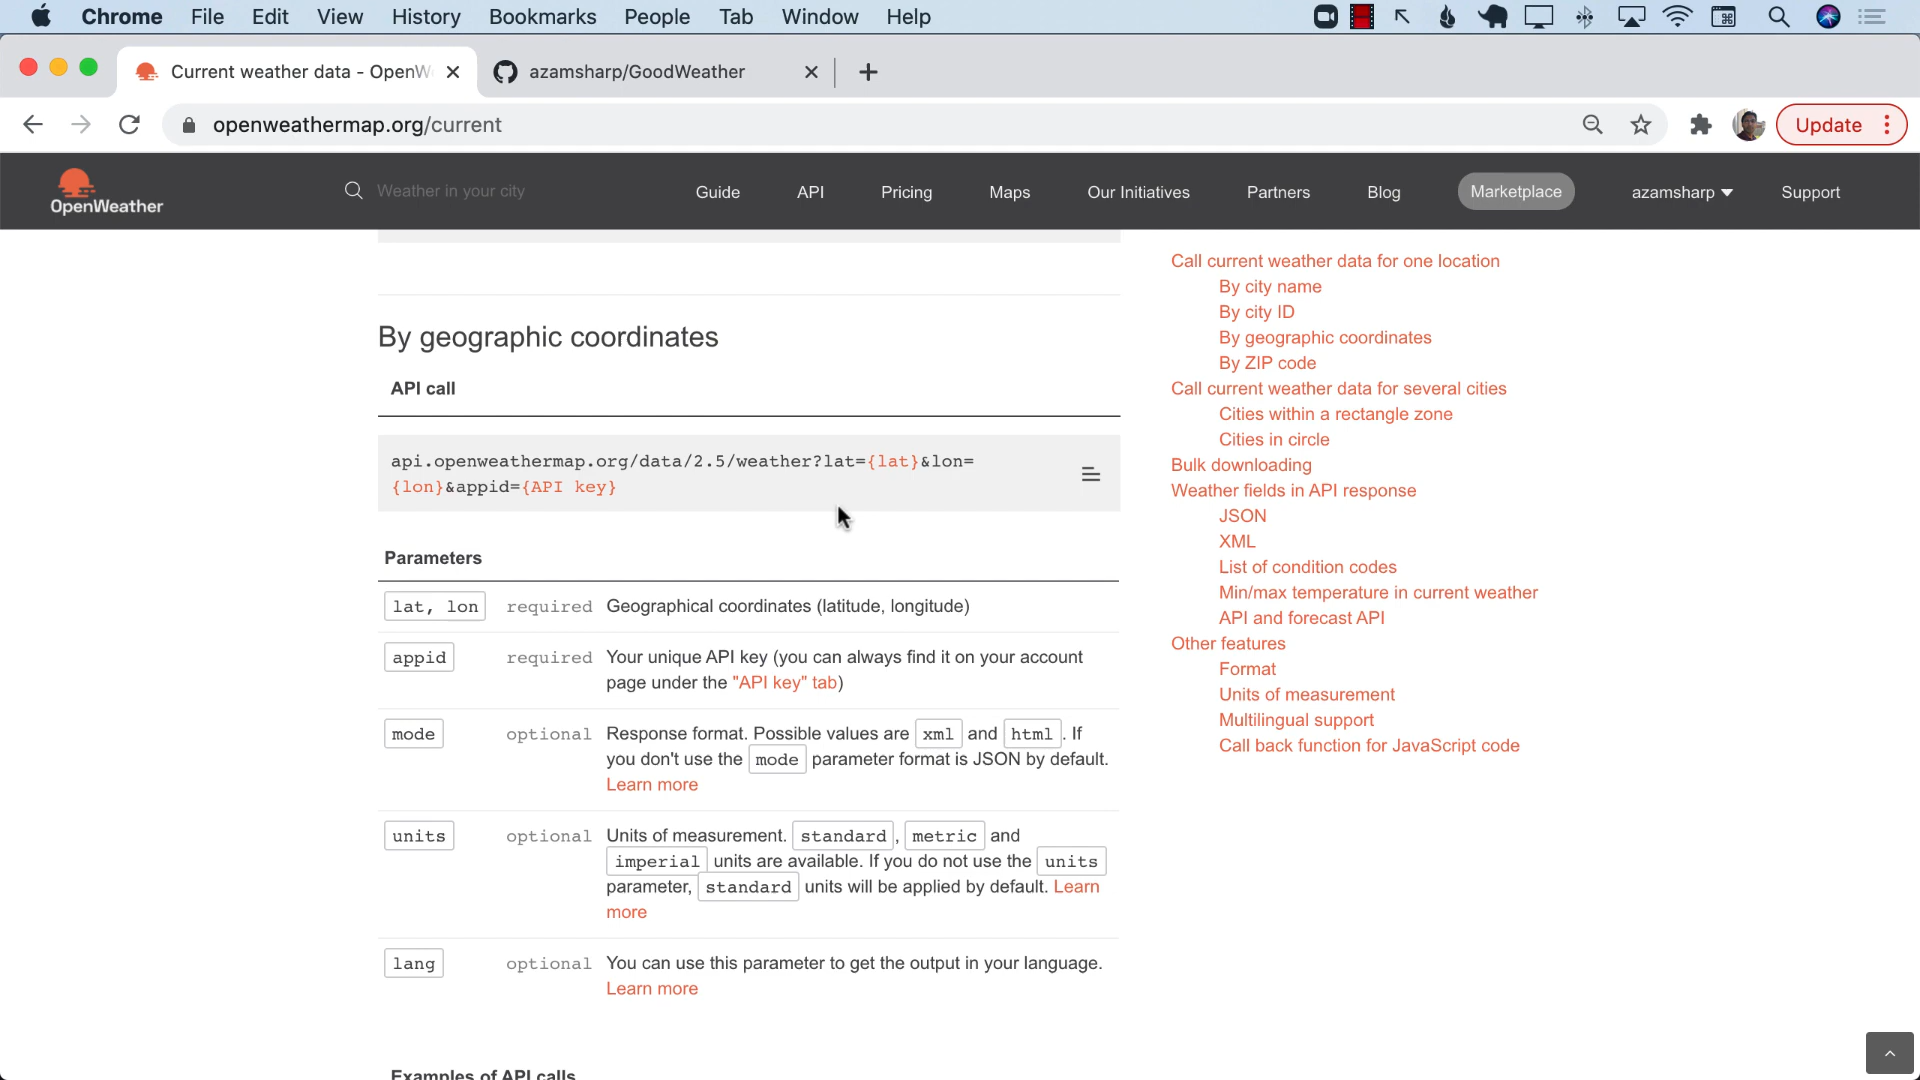 Chrome File Edit View History Bookmarks People Tab Window Help
Current weather data - OpenW
azamsharp/GoodWeather
openweathermap.org/current
Update
OpenWeather
Weather in your city
Guide API Pricing Maps Our Initiatives Partners Blog Marketplace azamsharp Support
By geographic coordinates
API call
api.openweathermap.org/data/2.5/weather?lat={lat}&lon=
{lon}&appid={API key}
Parameters
lat, lon required Geographical coordinates (latitude, longitude)
appid required Your unique API key (you can always find it on your account
page under the "API key" tab)
mode optional Response format. Possible values are xml and html. If
you don't use the mode parameter format is JSON by default.
Learn more
units optional Units of measurement. standard, metric and
imperial units are available. If you do not use the units
parameter, standard units will be applied by default. Learn
more
lang optional You can use this parameter to get the output in your language.
Learn more
Examples of API calls
Call current weather data for one location
By city name
By city ID
By geographic coordinates
By ZIP code
Call current weather data for several cities
Cities within a rectangle zone
Cities in circle
Bulk downloading
Weather fields in API response
JSON
XML
List of condition codes
Min/max temperature in current weather
API and forecast API
Other features
Format
Units of measurement
Multilingual support
Call back function for JavaScript code